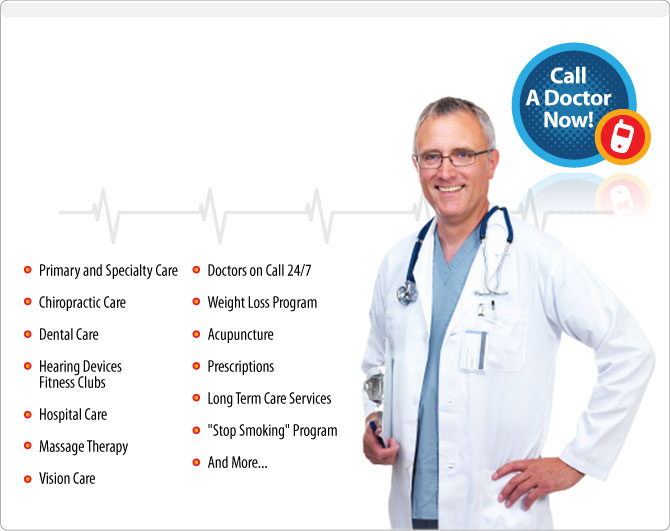 Call
A Doctor
Now!
Primary and Specialty Care
Chiropractic Care
Dental Care
Hearing Devices
Fitness Clubs
Hospital Care
Massage Therapy
Vision Care
Doctors on Call 24/7
Weight Loss Program
Acupuncture
Prescriptions
Long Term Care Services
"Stop Smoking" Program
And More...